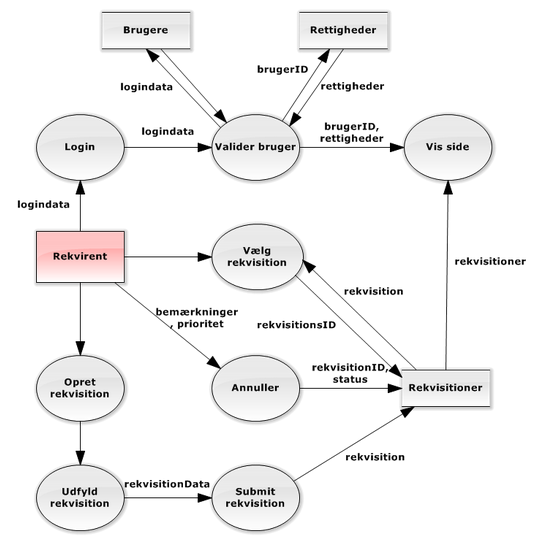 Brugere
Rettigheder
logindata
brugerID
rettigheder
logindata
brugerID,
rettigheder
Login
Valider bruger
Vis side
logindata
Rekvirent
Vælg
rekvisition
rekvisitioner
rekvisition
bemærkninger
, prioritet
rekvisitionsID
rekvisitionID,
status
Opret
rekvisition
Annuller
Rekvisitioner
rekvisition
rekvisitionData
Udfyld
rekvisition
Submit
rekvisition